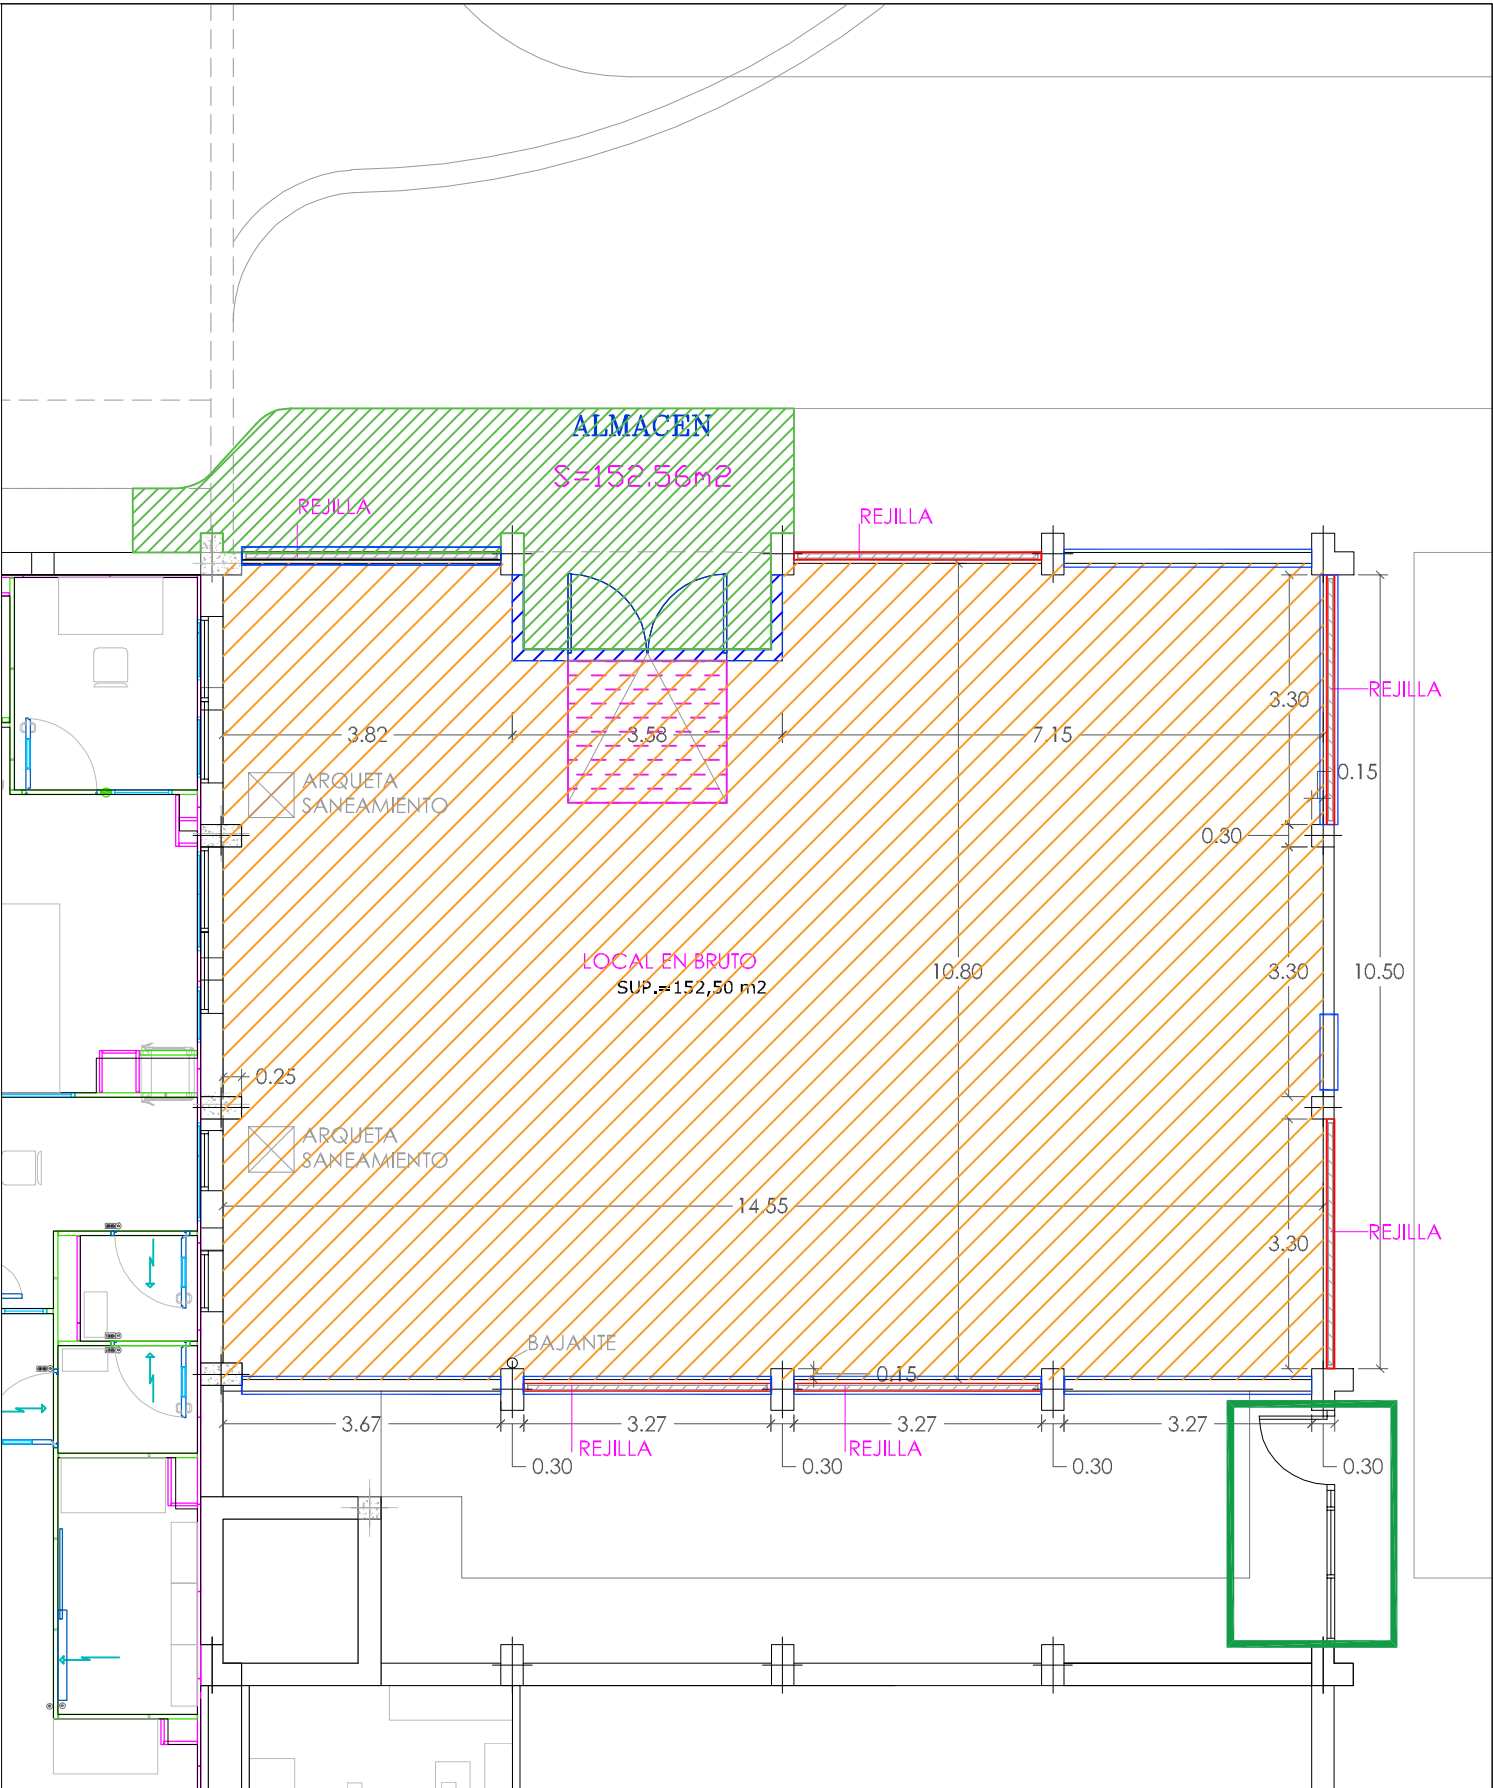 ALMACEN
S=152.56m2
REJILLA
REJILLA
3.30
REJILLA
3.82
3.58
7.15
0.15
ARQUETA
SANEAMIENTO
0.30
LOCAL EN BRUTO
SUP.=152,50 m2
10.80
3.30
10.50
0.25
ARQUETA
SANEAMIENTO
14.55
3.30
REJILLA
BAJANTE
0.15
3.67
3.27
3.27
3.27
REJILLA
REJILLA
0.30
0.30
0.30
0.30